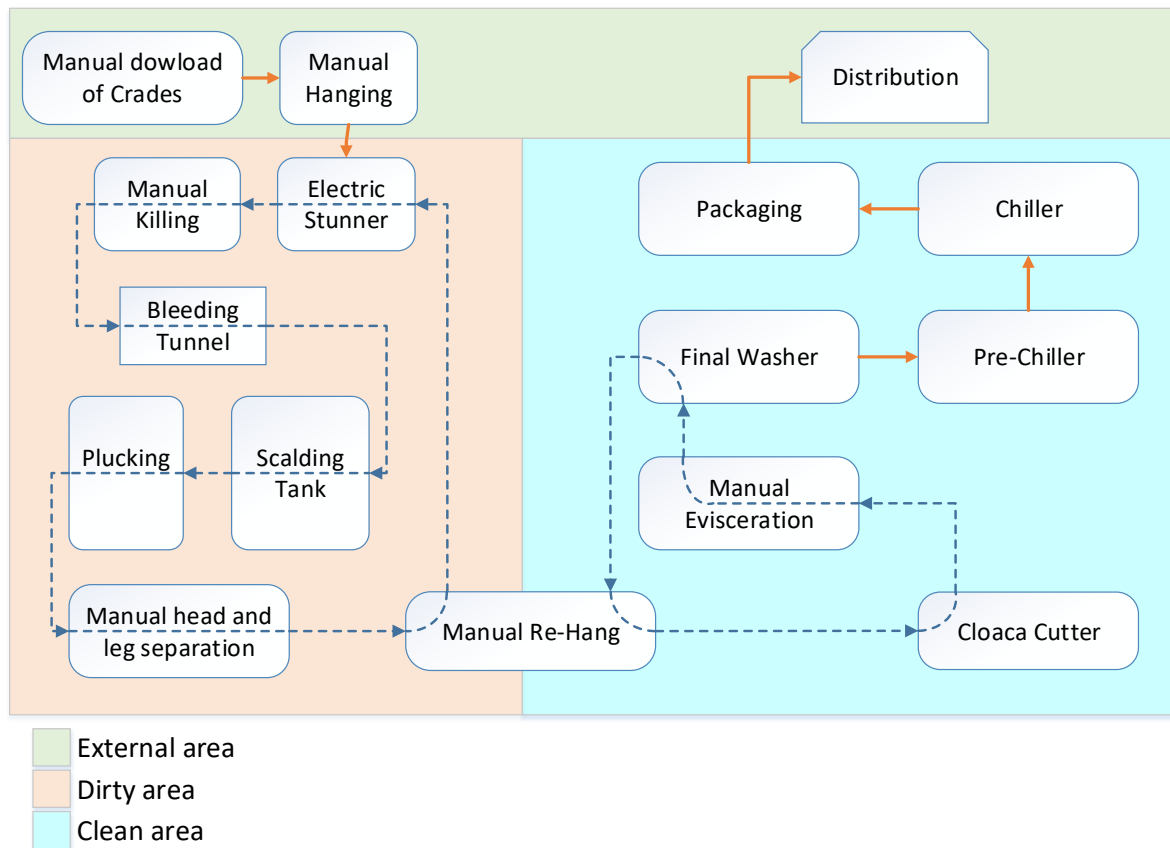 Manual dowload
of Crades
Manual
Hanging
Distribution
Manual
Killing
Electric
Stunner
Packaging
Chiller
Bleeding
Tunnel
Final Washer
Pre-Chiller
Plucking
Scalding
Tank
Manual
Evisceration
Manual head and
leg separation
Manual Re-Hang
Cloaca Cutter
External area
Dirty area
Clean area